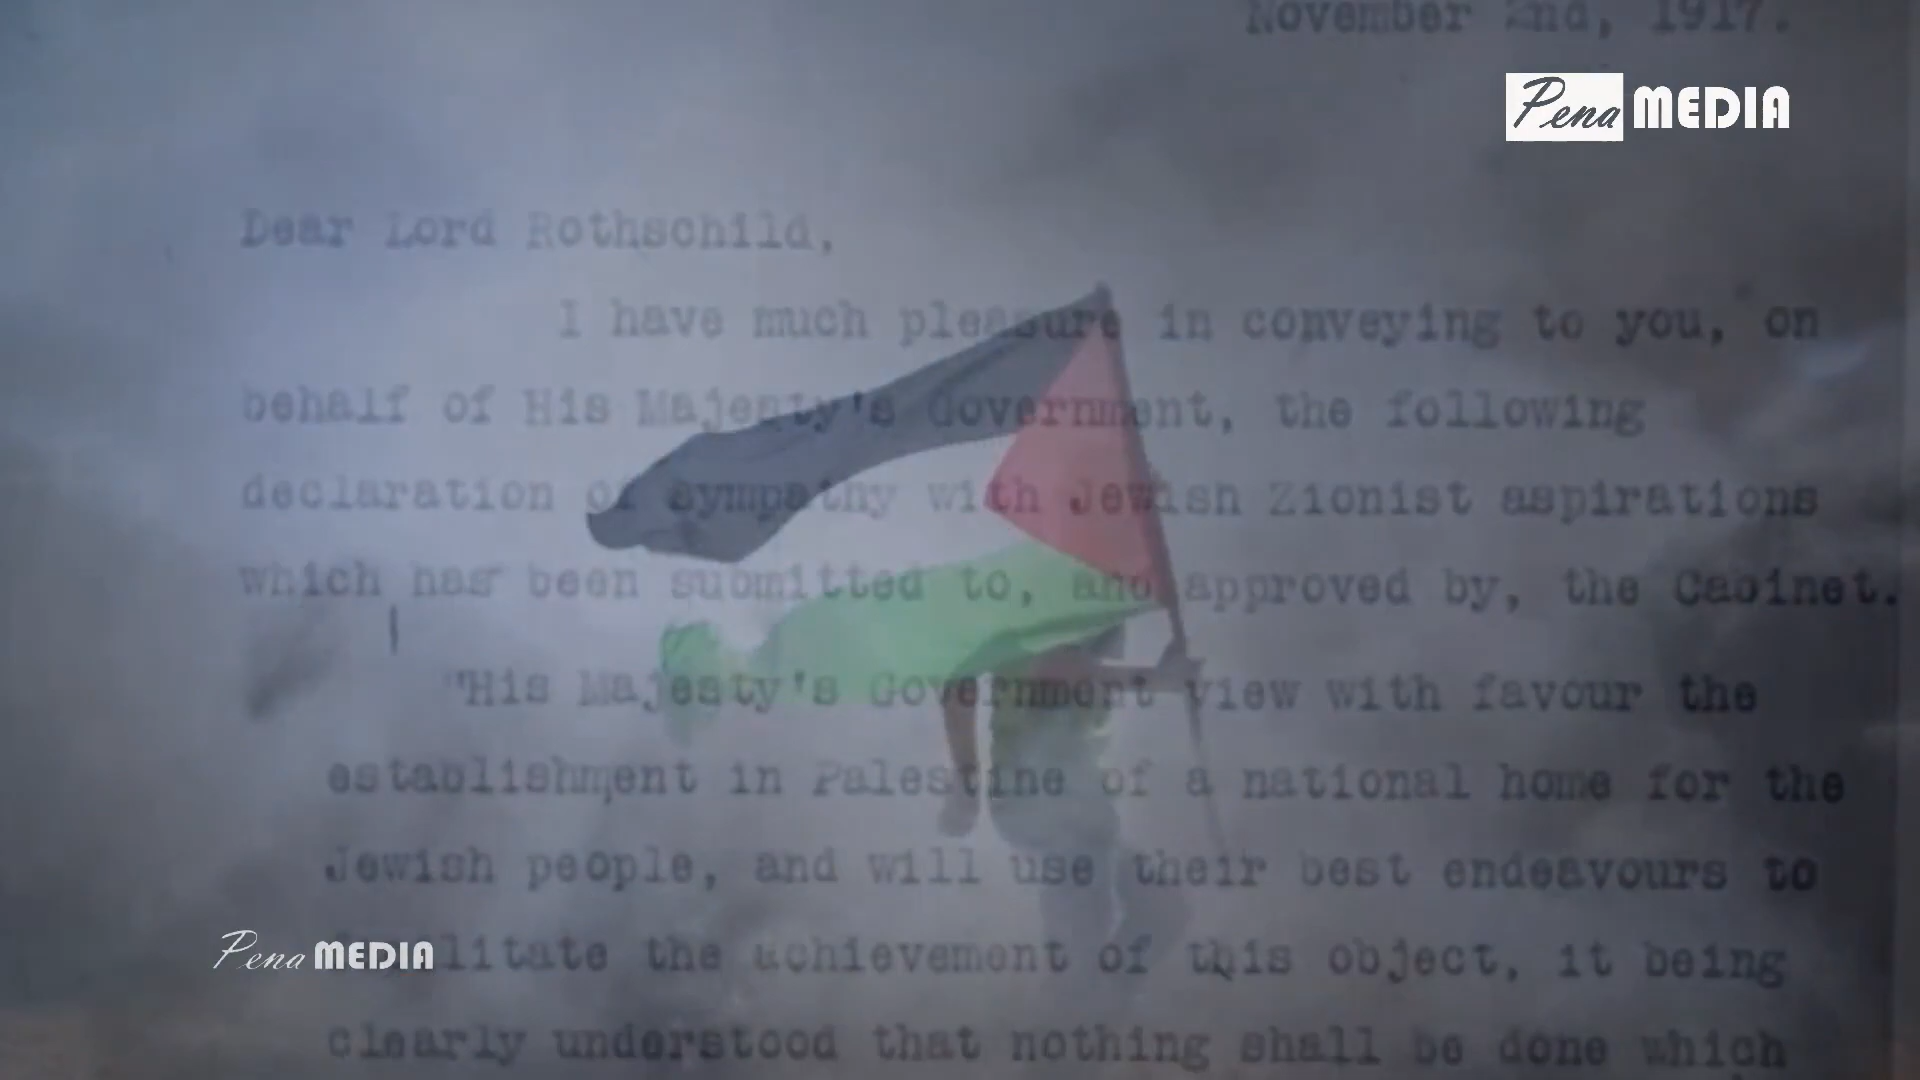 November 2nd, 1917.
Pena MEDIA
Dear Lord Rothschild,
I have much pleasure in conveying to you, on
behalf of His Majesty's Government, the following
declaration of sympathy with Jewish Zionist aspirations
which has been submitted to, and approved by, the Cabinet.
"His Majesty's Government view with favour the
establishment in Palestine of a national home for the
Jewish people, and will use their best endeavours to
Pena MEDIA
litate the achievement of this object, it being
clearly understood that nothing shall be done which